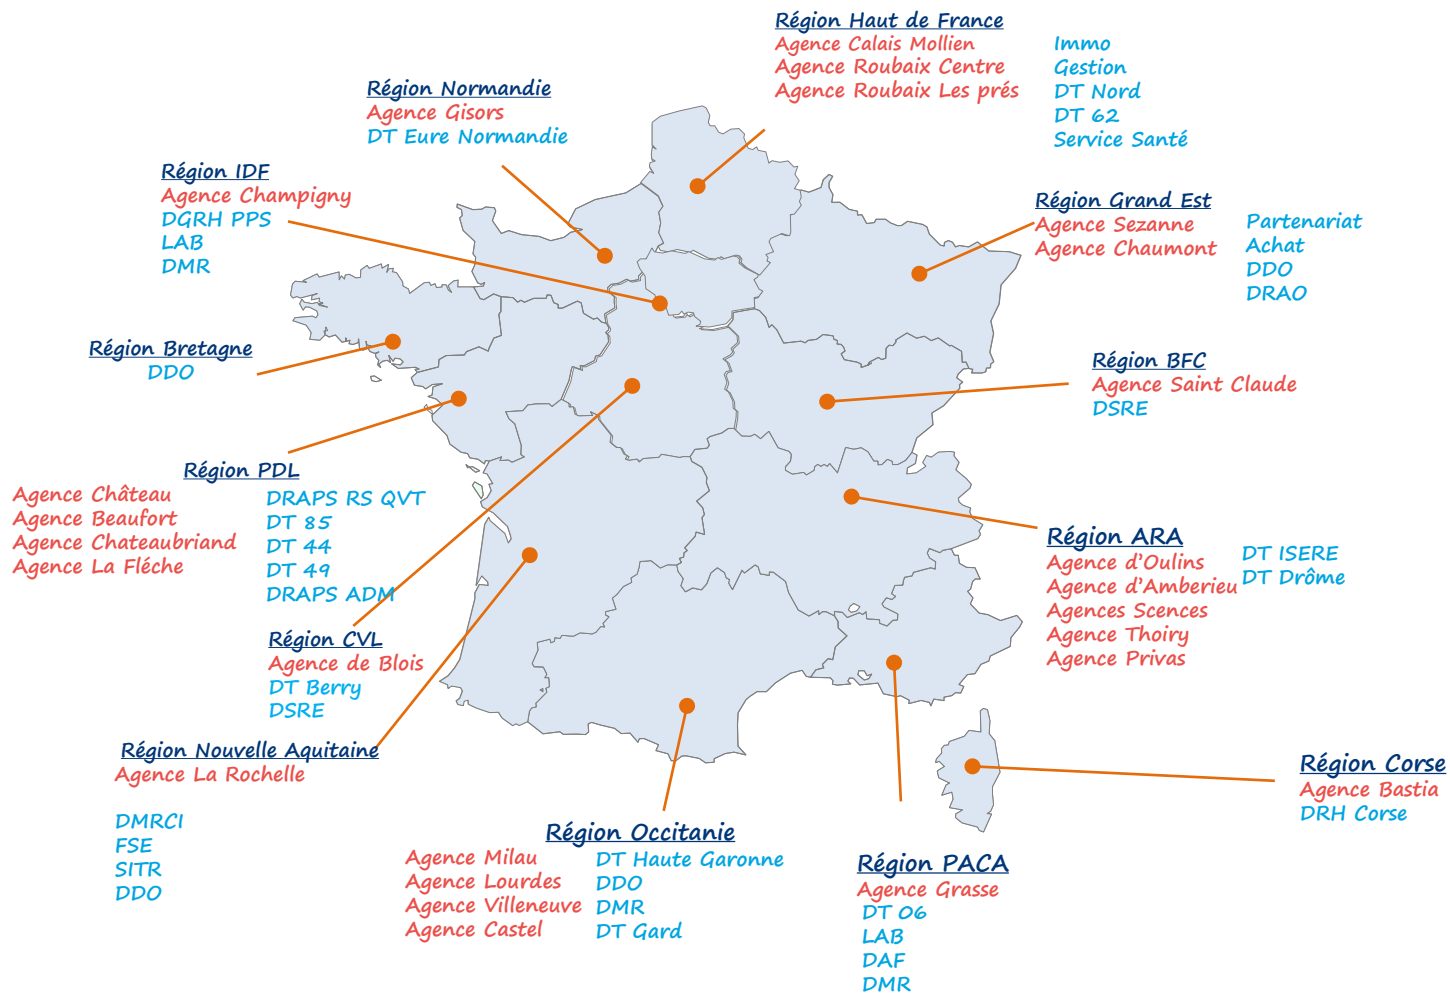 Région Haut de France
Agence Calais Mollien
Agence Roubaix Centre
Agence Roubaix Les prés
Immo
Gestion
DT Nord
DT 62
Service Santé
Région Normandie
Agence Gisors
DT Eure Normandie
Région IDF
Agence Champigny
DGRH PPS
LAB
DMR
Région Grand Est
Agence Sezanne
Agence Chaumont
Partenariat
Achat
DDO
DRAO
Région Bretagne
DDO
Région BFC
Agence Saint Claude
DSRE
Région PDL
Agence Château
Agence Beaufort
Agence Chateaubriand
Agence La Fléche
DRAPS RS QVT
DT 85
DT 44
DT 49
DRAPS ADM
Région ARA
Agence d'Oulins
Agence d'Amberieu
Agences Scences
Agence Thoiry
Agence Privas
DT ISERE
DT Drôme
Région CVL
Agence de Blois
DT Berry
DSRE
Région Nouvelle Aquitaine
Agence La Rochelle
DMRCI
FSE
SITR
DDO
Région Occitanie
Agence Milau
Agence Lourdes
Agence Villeneuve
Agence Castel
DT Haute Garonne
DDO
DMR
DT Gard
Région PACA
Agence Grasse
DT 06
LAB
DAF
DMR
Région Corse
Agence Bastia
DRH Corse